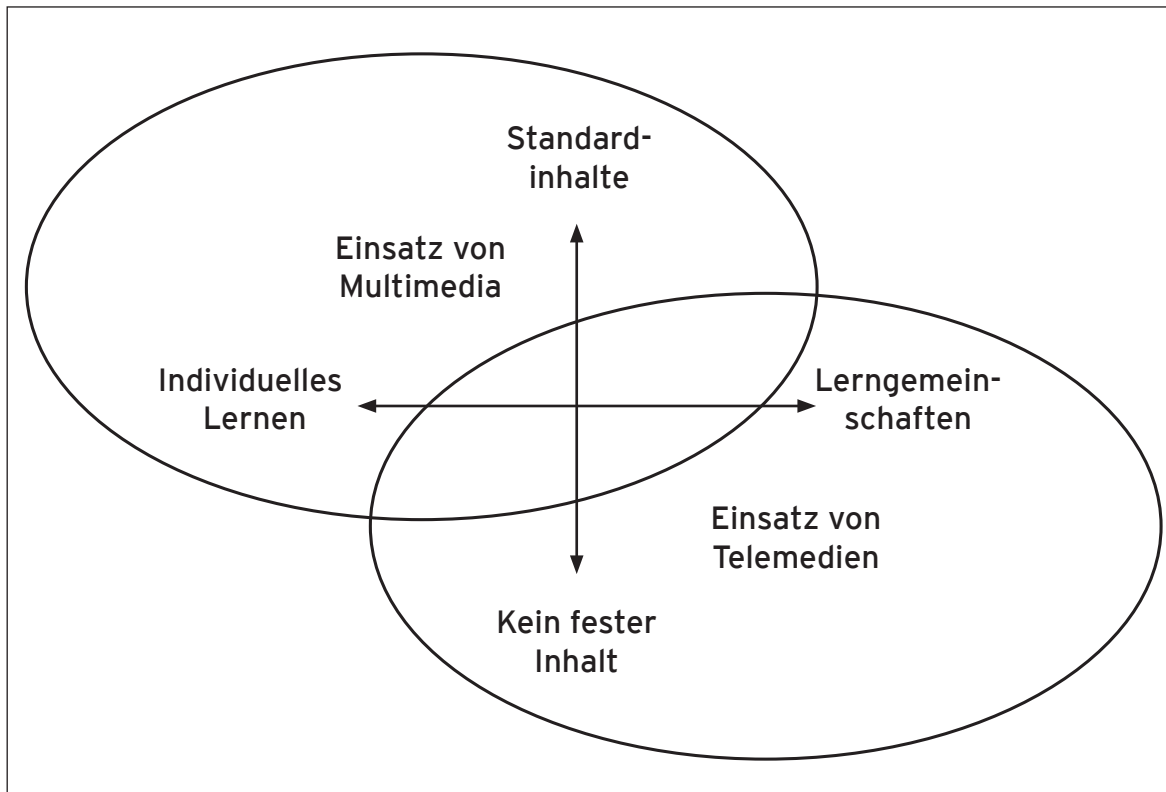 Standard-
inhalte
Einsatz von
Multimedia
Individuelles
Lernen
Lerngemein-
schaften
Einsatz von
Telemedien
Kein fester
Inhalt